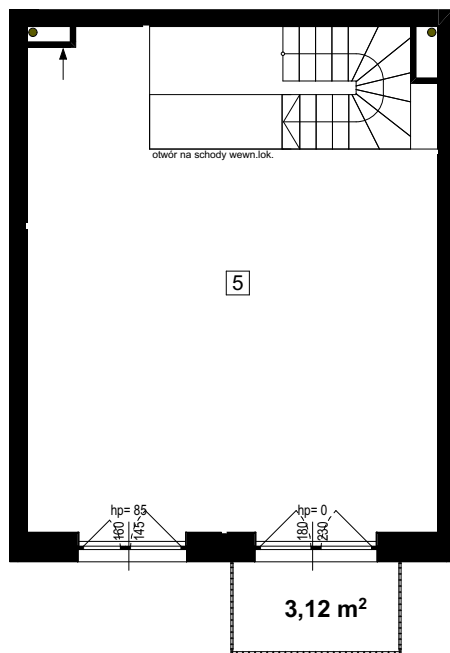 otwór na schody wewn.lok.
5
hp= 85
160
145
hp= 0
180
230
3,12 m²